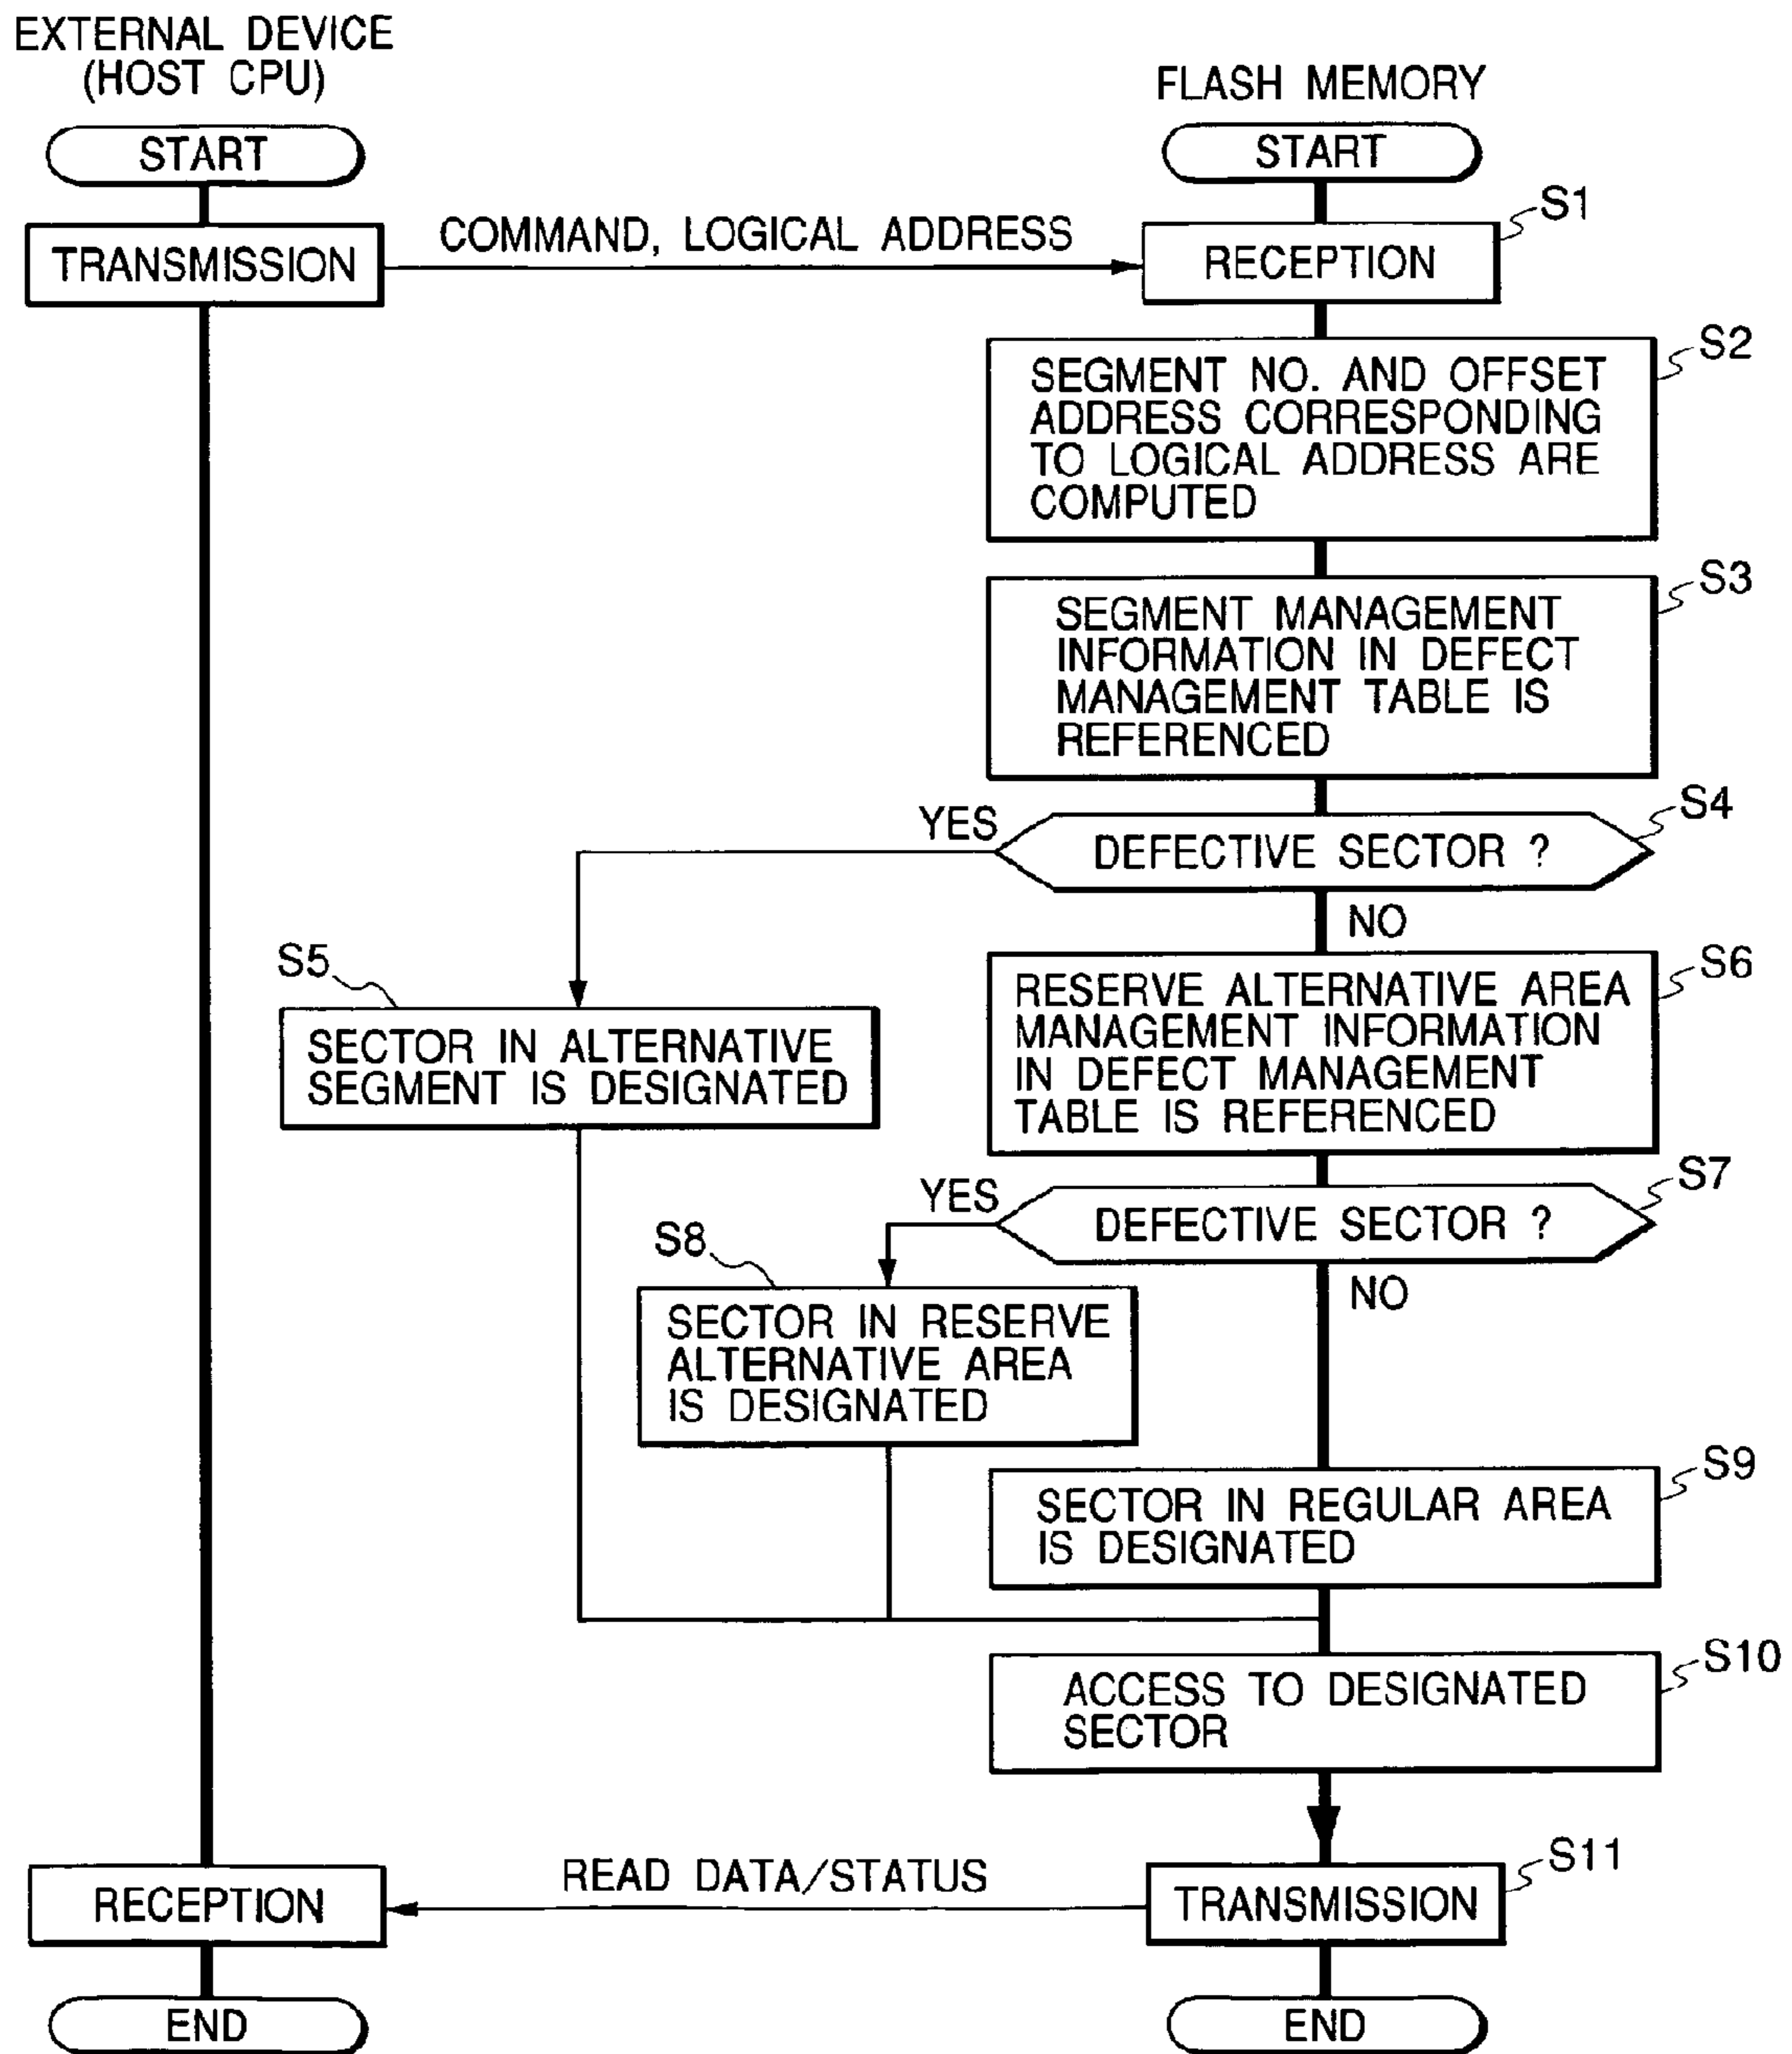 EXTERNAL DEVICE
(HOST CPU)
FLASH MEMORY
START
START
TRANSMISSION
COMMAND, LOGICAL ADDRESS
RECEPTION
S1
SEGMENT NO. AND OFFSET
ADDRESS CORRESPONDING
TO LOGICAL ADDRESS ARE
COMPUTED
S2
SEGMENT MANAGEMENT
INFORMATION IN DEFECT
MANAGEMENT TABLE IS
REFERENCED
S3
DEFECTIVE SECTOR ?
S4
YES
NO
S5
SECTOR IN ALTERNATIVE
SEGMENT IS DESIGNATED
RESERVE ALTERNATIVE AREA
MANAGEMENT INFORMATION
IN DEFECT MANAGEMENT
TABLE IS REFERENCED
S6
DEFECTIVE SECTOR ?
S7
YES
NO
S8
SECTOR IN RESERVE
ALTERNATIVE AREA
IS DESIGNATED
SECTOR IN REGULAR AREA
IS DESIGNATED
S9
ACCESS TO DESIGNATED
SECTOR
S10
RECEPTION
READ DATA/STATUS
TRANSMISSION
S11
END
END